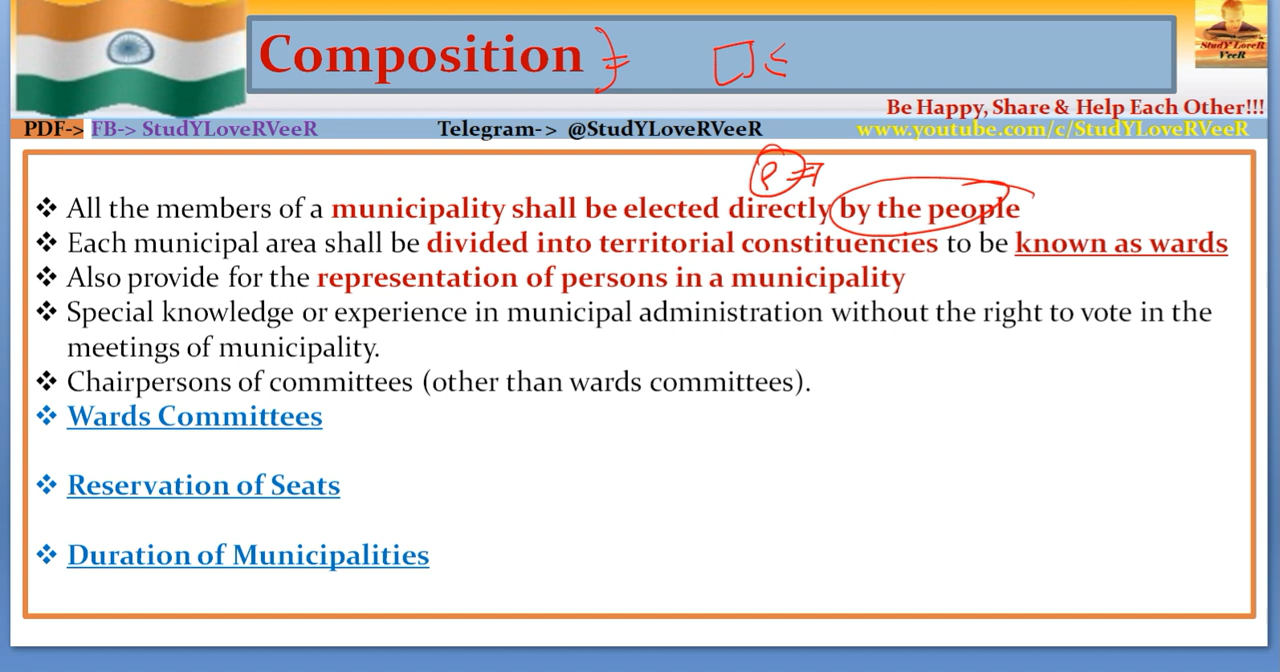 Composition
StudY LoveR
VeeR
Be Happy, Share & Help Each Other!!!
PDF-> FB-> StudYLoveRVeeR Telegram-> @StudYLoveRVeeR www.youtube.com/c/StudYLoveRVeeR
❖ All the members of a municipality shall be elected directly by the people
❖ Each municipal area shall be divided into territorial constituencies to be known as wards
❖ Also provide for the representation of persons in a municipality
❖ Special knowledge or experience in municipal administration without the right to vote in the
meetings of municipality.
❖ Chairpersons of committees (other than wards committees).
❖ Wards Committees
❖ Reservation of Seats
❖ Duration of Municipalities